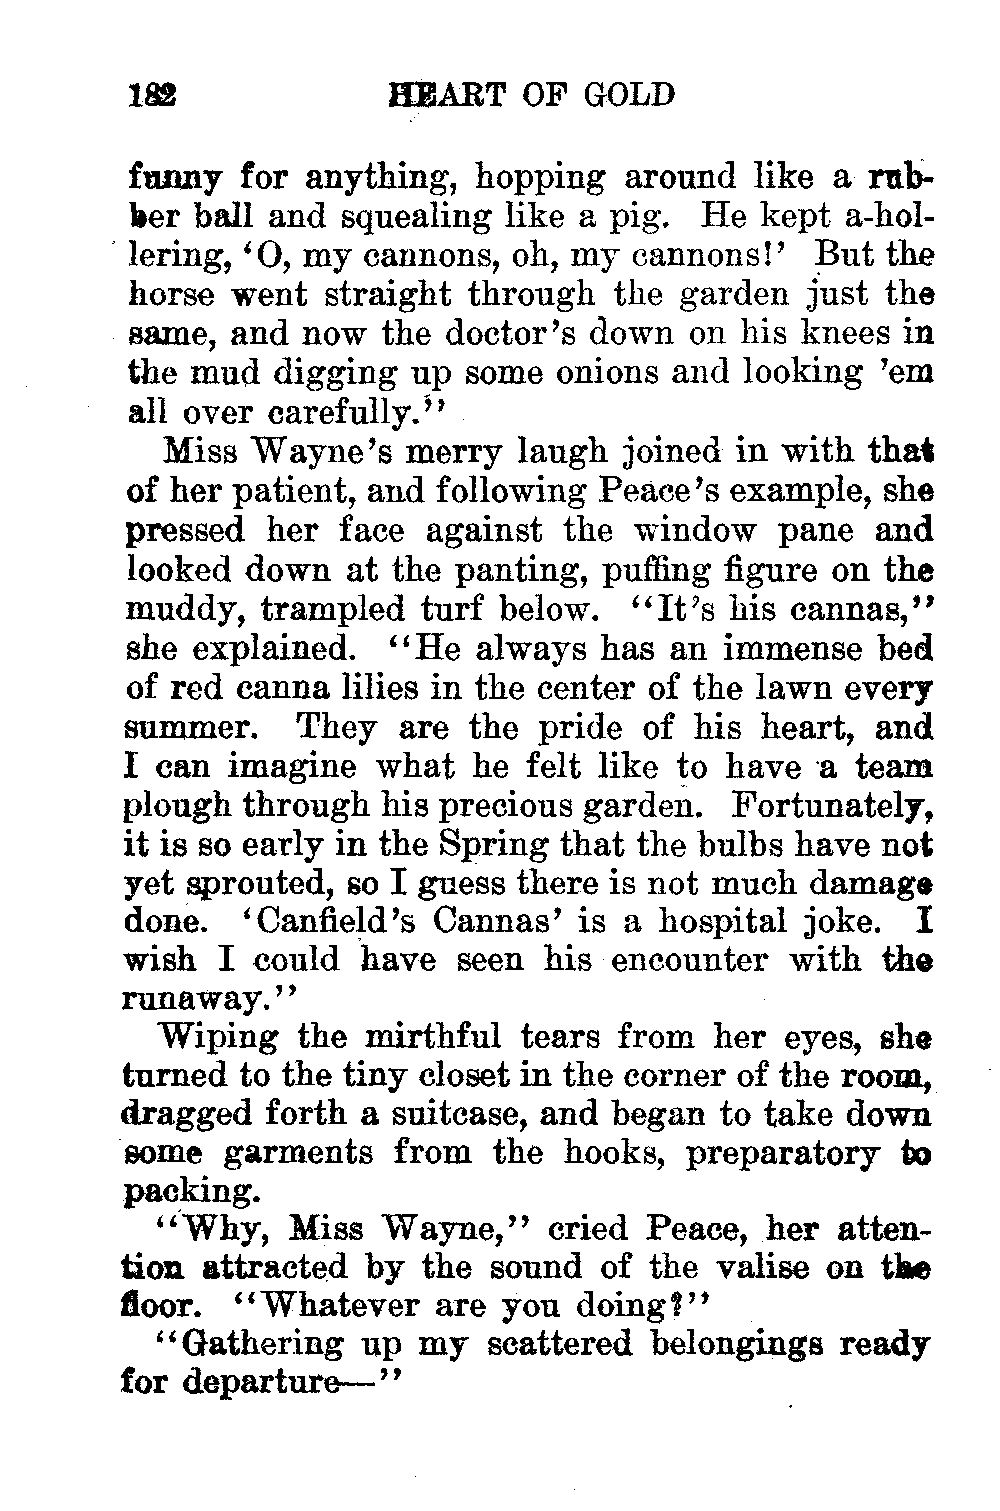 182 HEART OF GOLD
funny for anything, hopping around like a rub-
ber ball and squealing like a pig. He kept a-hol-
lering, ‘O, my cannons, oh, my cannons!’ But the
horse went straight through the garden just the
same, and now the doctor’s down on his knees in
the mud digging up some onions and looking ’em
all over carefully.’’
Miss Wayne’s merry laugh joined in with that
of her patient, and following Peace’s example, she
pressed her face against the window pane and
looked down at the panting, puffing figure on the
muddy, trampled turf below. ‘‘It’s his cannas,’’
she explained. ‘‘He always has an immense bed
of red canna lilies in the center of the lawn every
summer. They are the pride of his heart, and
I can imagine what he felt like to have a team
plough through his precious garden. Fortunately,
it is so early in the Spring that the bulbs have not
yet sprouted, so I guess there is not much damage
done. ‘Canfield’s Cannas’ is a hospital joke. I
wish I could have seen his encounter with the
runaway.’’
Wiping the mirthful tears from her eyes, she
turned to the tiny closet in the corner of the room,
dragged forth a suitcase, and began to take down
some garments from the hooks, preparatory to
packing.
‘‘Why, Miss Wayne,’’ cried Peace, her atten-
tion attracted by the sound of the valise on the
floor. ‘‘Whatever are you doing?’’
‘‘Gathering up my scattered belongings ready
for departure—’’